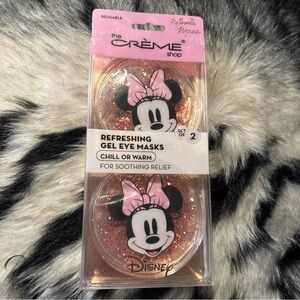 REUSABLE
the
CRÈME®
shop
Minnie
Mouse
REFRESHING
GEL EYE MASKS
SET OF 2
CHILL OR WARM
FOR SOOTHING RELIEF
Disney